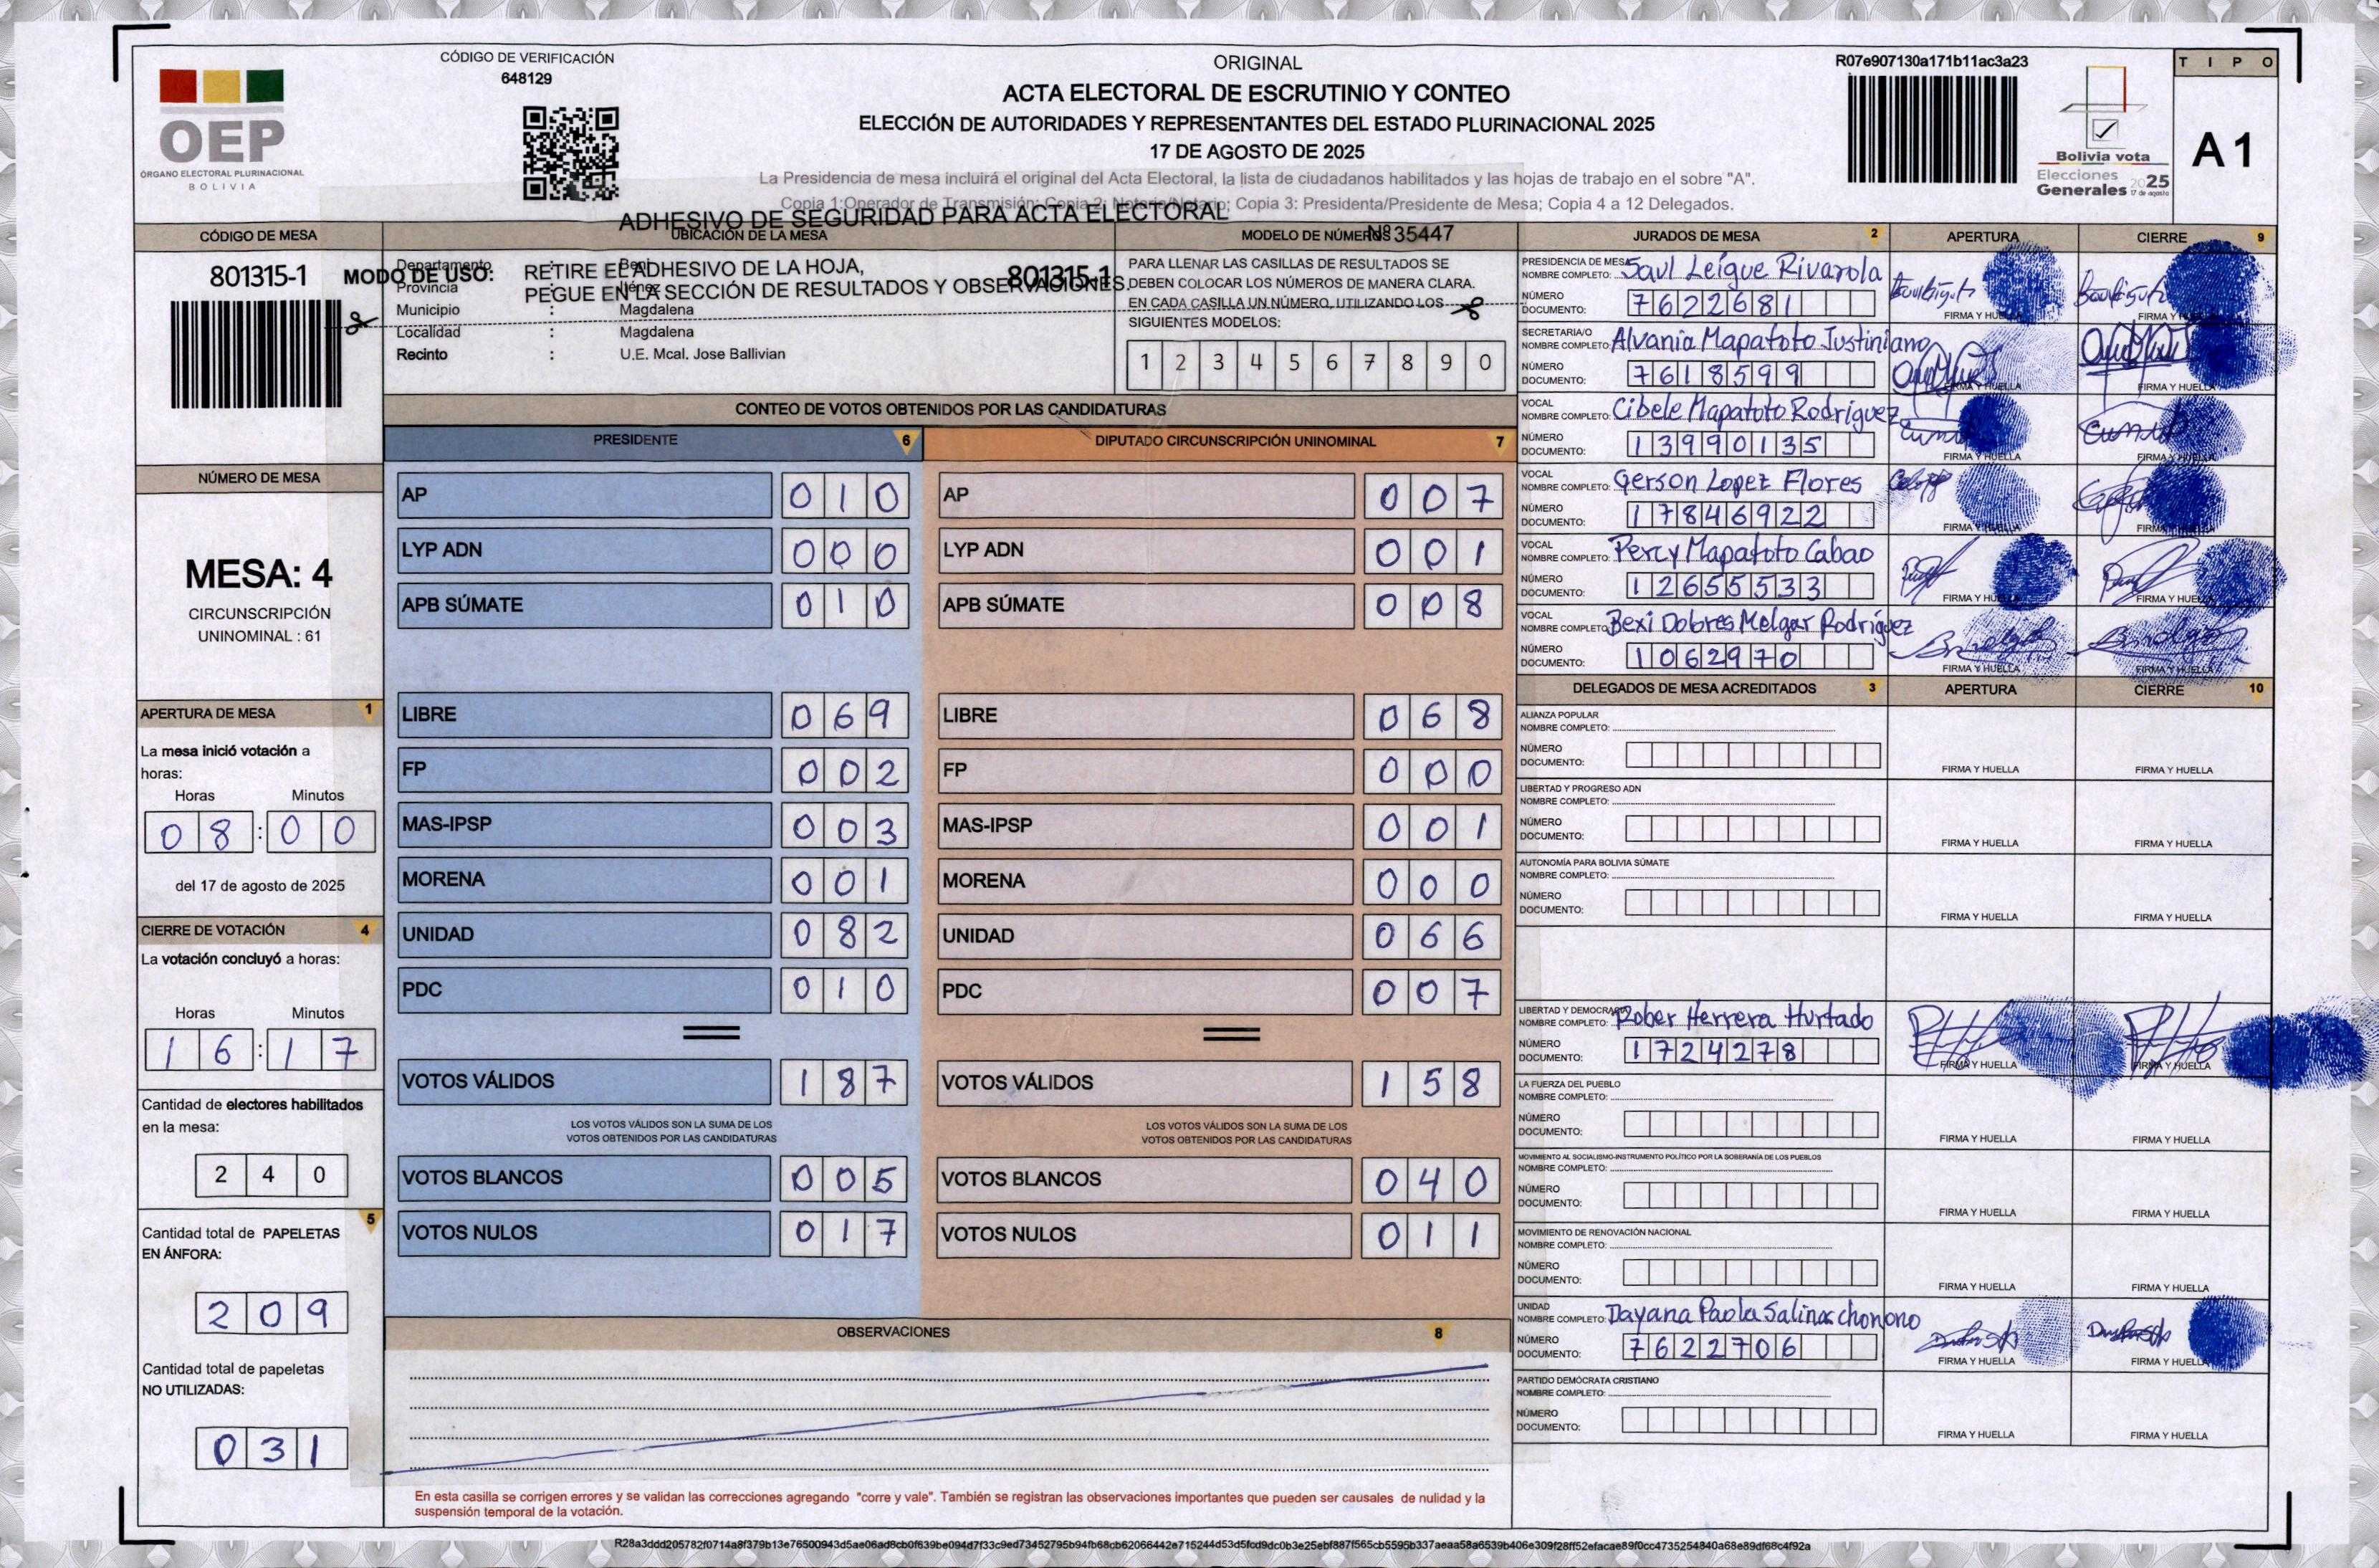 CÓDIGO DE VERIFICACIÓN
648129
OEP
ÓRGANO ELECTORAL PLURINACIONAL
BOLIVIA
ORIGINAL
ACTA ELECTORAL DE ESCRUTINIO Y CONTEO
ELECCIÓN DE AUTORIDADES Y REPRESENTANTES DEL ESTADO PLURINACIONAL 2025
17 DE AGOSTO DE 2025
La Presidencia de mesa incluirá el original del Acta Electoral, la lista de ciudadanos habilitados y las hojas de trabajo en el sobre "A".
Copia 1:Operador de Transmisión; Copia 2: Notaria/Notario; Copia 3: Presidenta/Presidente de Mesa; Copia 4 a 12 Delegados.
R07e907130a171b11ac3a23
Bolivia vota
Elecciones
Generales 2025
17 de agosto
TIPO
A1
ADHESIVO DE SEGURIDAD PARA ACTA ELECTORAL
Nº 35447
MODO DE USO: RETIRE EL ADHESIVO DE LA HOJA,
PEGUE EN LA SECCIÓN DE RESULTADOS Y OBSERVACIONES.
801315-1
CÓDIGO DE MESA
801315-1
UBICACIÓN DE LA MESA
Departamento : Beni
Provincia : Iténez
Municipio : Magdalena
Localidad : Magdalena
Recinto : U.E. Mcal. Jose Ballivian
MODELO DE NÚMEROS
PARA LLENAR LAS CASILLAS DE RESULTADOS SE
DEBEN COLOCAR LOS NÚMEROS DE MANERA CLARA.
EN CADA CASILLA UN NÚMERO, UTILIZANDO LOS
SIGUIENTES MODELOS:
1 2 3 4 5 6 7 8 9 0
NÚMERO DE MESA
MESA: 4
CIRCUNSCRIPCIÓN
UNINOMINAL : 61
APERTURA DE MESA 1
La mesa inició votación a
horas:
Horas Minutos
08:00
del 17 de agosto de 2025
CIERRE DE VOTACIÓN 4
La votación concluyó a horas:
Horas Minutos
16:17
Cantidad de electores habilitados
en la mesa:
240
5
Cantidad total de PAPELETAS
EN ÁNFORA:
209
Cantidad total de papeletas
NO UTILIZADAS:
031
CONTEO DE VOTOS OBTENIDOS POR LAS CANDIDATURAS
PRESIDENTE 6
AP 010
LYP ADN 000
APB SÚMATE 010
LIBRE 069
FP 002
MAS-IPSP 003
MORENA 001
UNIDAD 082
PDC 010
VOTOS VÁLIDOS 187
LOS VOTOS VÁLIDOS SON LA SUMA DE LOS
VOTOS OBTENIDOS POR LAS CANDIDATURAS
VOTOS BLANCOS 005
VOTOS NULOS 017
DIPUTADO CIRCUNSCRIPCIÓN UNINOMINAL 7
AP 007
LYP ADN 001
APB SÚMATE 008
LIBRE 068
FP 000
MAS-IPSP 001
MORENA 000
UNIDAD 066
PDC 007
VOTOS VÁLIDOS 158
LOS VOTOS VÁLIDOS SON LA SUMA DE LOS
VOTOS OBTENIDOS POR LAS CANDIDATURAS
VOTOS BLANCOS 040
VOTOS NULOS 011
OBSERVACIONES 8
En esta casilla se corrigen errores y se validan las correcciones agregando "corre y vale". También se registran las observaciones importantes que pueden ser causales de nulidad y la
suspensión temporal de la votación.
JURADOS DE MESA 2 APERTURA CIERRE 9
PRESIDENCIA DE MESA
NOMBRE COMPLETO: Saul Leigue Rivarola
NÚMERO
DOCUMENTO: 7622681
FIRMA Y HUELLA FIRMA Y HUELLA
SECRETARIA/O
NOMBRE COMPLETO: Alvania Mapatoto Justiniano
NÚMERO
DOCUMENTO: 7618599
FIRMA Y HUELLA FIRMA Y HUELLA
VOCAL
NOMBRE COMPLETO: Cibele Mapatoto Rodriguez
NÚMERO
DOCUMENTO: 13990135
FIRMA Y HUELLA FIRMA Y HUELLA
VOCAL
NOMBRE COMPLETO: Gerson Lopez Flores
NÚMERO
DOCUMENTO: 17846922
FIRMA Y HUELLA FIRMA Y HUELLA
VOCAL
NOMBRE COMPLETO: Percy Mapatoto Cabao
NÚMERO
DOCUMENTO: 12655533
FIRMA Y HUELLA FIRMA Y HUELLA
VOCAL
NOMBRE COMPLETO: Bexi Dolores Melgar Rodriguez
NÚMERO
DOCUMENTO: 1062970
FIRMA Y HUELLA FIRMA Y HUELLA
DELEGADOS DE MESA ACREDITADOS 3 APERTURA CIERRE 10
ALIANZA POPULAR
NOMBRE COMPLETO:
NÚMERO
DOCUMENTO:
FIRMA Y HUELLA FIRMA Y HUELLA
LIBERTAD Y PROGRESO ADN
NOMBRE COMPLETO:
NÚMERO
DOCUMENTO:
FIRMA Y HUELLA FIRMA Y HUELLA
AUTONOMÍA PARA BOLIVIA SÚMATE
NOMBRE COMPLETO:
NÚMERO
DOCUMENTO:
FIRMA Y HUELLA FIRMA Y HUELLA
LIBERTAD Y DEMOCRACIA
NOMBRE COMPLETO: Rober Herrera Hurtado
NÚMERO
DOCUMENTO: 1724278
FIRMA Y HUELLA FIRMA Y HUELLA
LA FUERZA DEL PUEBLO
NOMBRE COMPLETO:
NÚMERO
DOCUMENTO:
FIRMA Y HUELLA FIRMA Y HUELLA
MOVIMIENTO AL SOCIALISMO-INSTRUMENTO POLÍTICO POR LA SOBERANÍA DE LOS PUEBLOS
NOMBRE COMPLETO:
NÚMERO
DOCUMENTO:
FIRMA Y HUELLA FIRMA Y HUELLA
MOVIMIENTO DE RENOVACIÓN NACIONAL
NOMBRE COMPLETO:
NÚMERO
DOCUMENTO:
FIRMA Y HUELLA FIRMA Y HUELLA
UNIDAD
NOMBRE COMPLETO: Dayana Paola Salinas chonono
NÚMERO
DOCUMENTO: 7622706
FIRMA Y HUELLA FIRMA Y HUELLA
PARTIDO DEMÓCRATA CRISTIANO
NOMBRE COMPLETO:
NÚMERO
DOCUMENTO:
FIRMA Y HUELLA FIRMA Y HUELLA